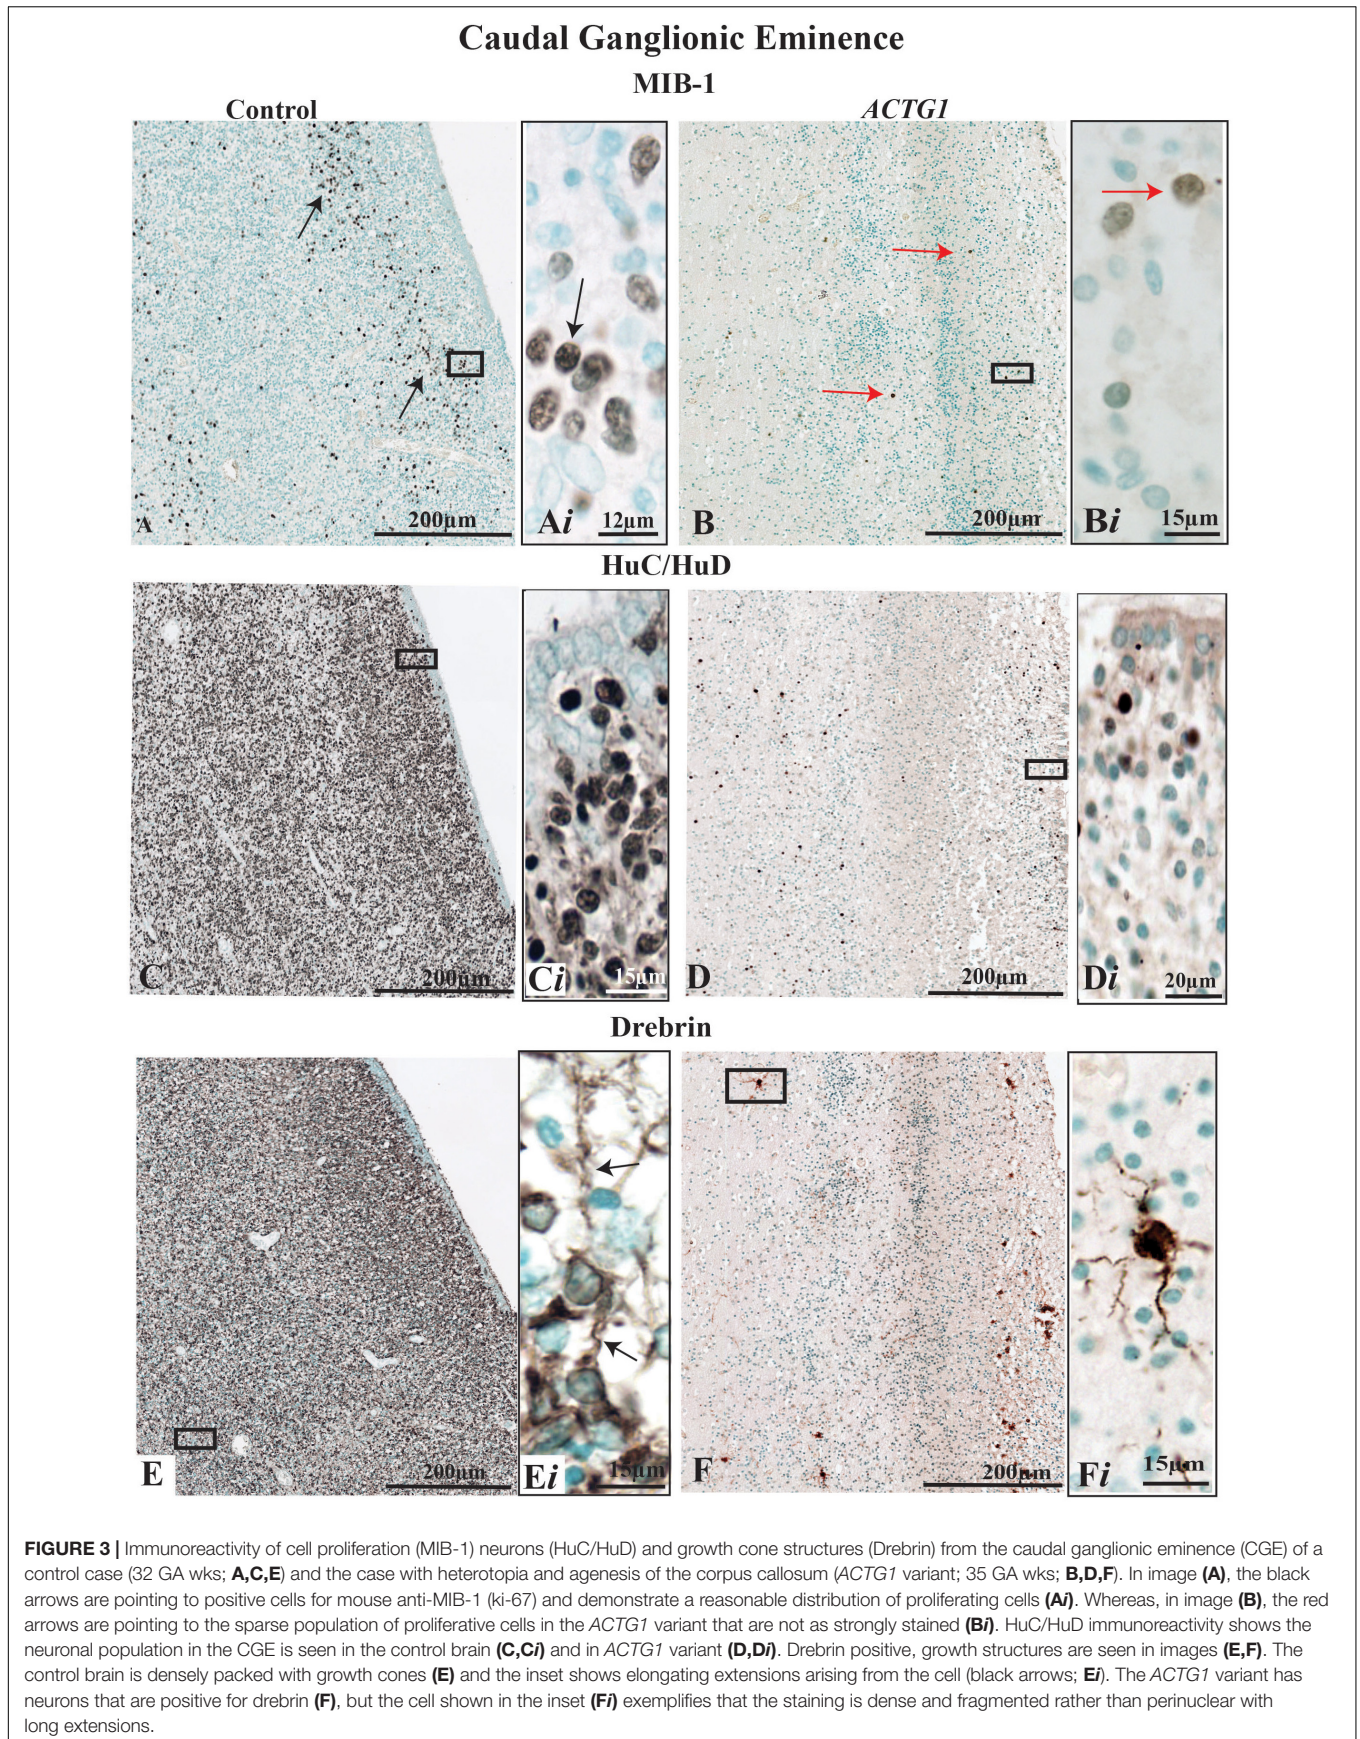 Caudal Ganglionic Eminence
MIB-1
Control
ACTG1
A
200µm
Ai
12µm
B
200µm
Bi
15µm
HuC/HuD
C
200µm
Ci
15µm
D
200µm
Di
20µm
Drebrin
E
200µm
Ei
15µm
F
200µm
Fi
15µm
FIGURE 3 | Immunoreactivity of cell proliferation (MIB-1) neurons (HuC/HuD) and growth cone structures (Drebrin) from the caudal ganglionic eminence (CGE) of a
control case (32 GA wks; A,C,E) and the case with heterotopia and agenesis of the corpus callosum (ACTG1 variant; 35 GA wks; B,D,F). In image (A), the black
arrows are pointing to positive cells for mouse anti-MIB-1 (ki-67) and demonstrate a reasonable distribution of proliferating cells (Ai). Whereas, in image (B), the red
arrows are pointing to the sparse population of proliferative cells in the ACTG1 variant that are not as strongly stained (Bi). HuC/HuD immunoreactivity shows the
neuronal population in the CGE is seen in the control brain (C,Ci) and in ACTG1 variant (D,Di). Drebrin positive, growth structures are seen in images (E,F). The
control brain is densely packed with growth cones (E) and the inset shows elongating extensions arising from the cell (black arrows; Ei). The ACTG1 variant has
neurons that are positive for drebrin (F), but the cell shown in the inset (Fi) exemplifies that the staining is dense and fragmented rather than perinuclear with
long extensions.